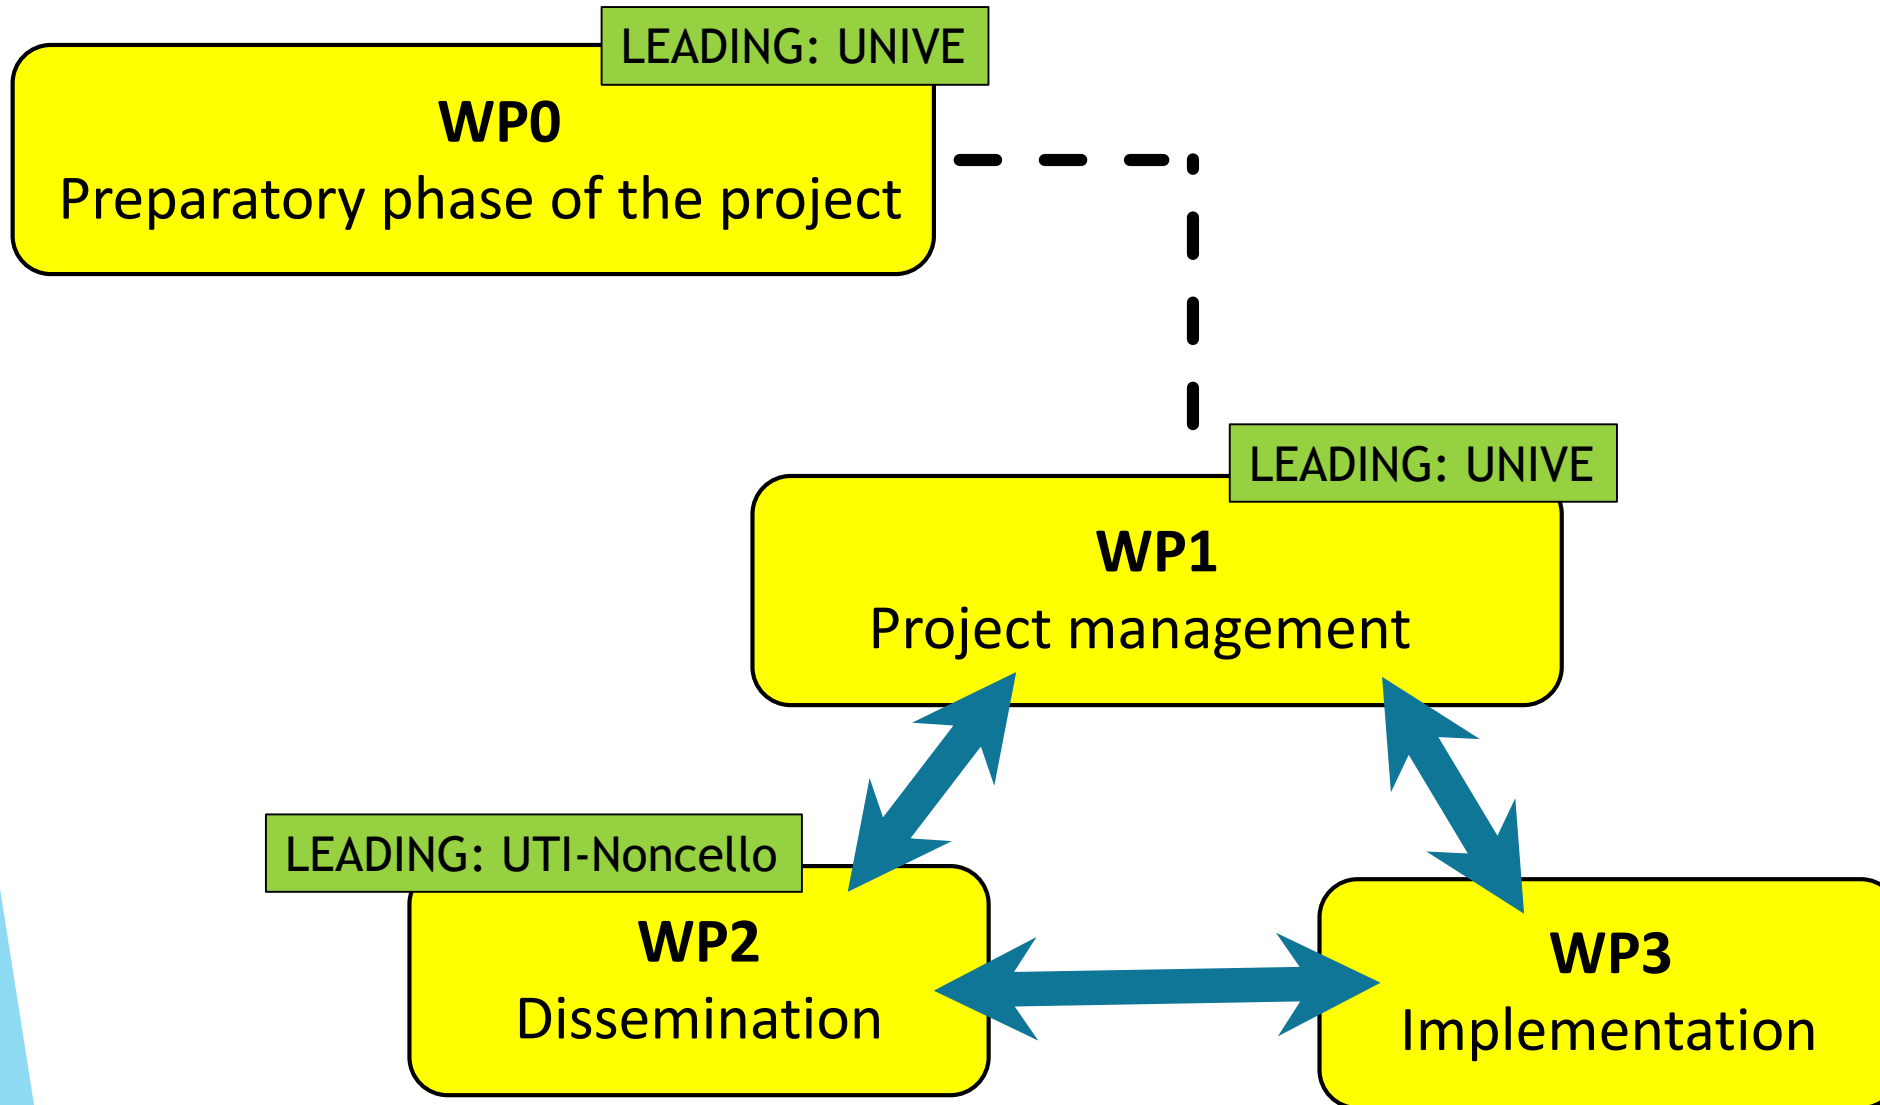 LEADING: UNIVE
WP0
Preparatory phase of the project
LEADING: UNIVE
WP1
Project management
LEADING: UTI-Noncello
WP2
Dissemination
WP3
Implementation